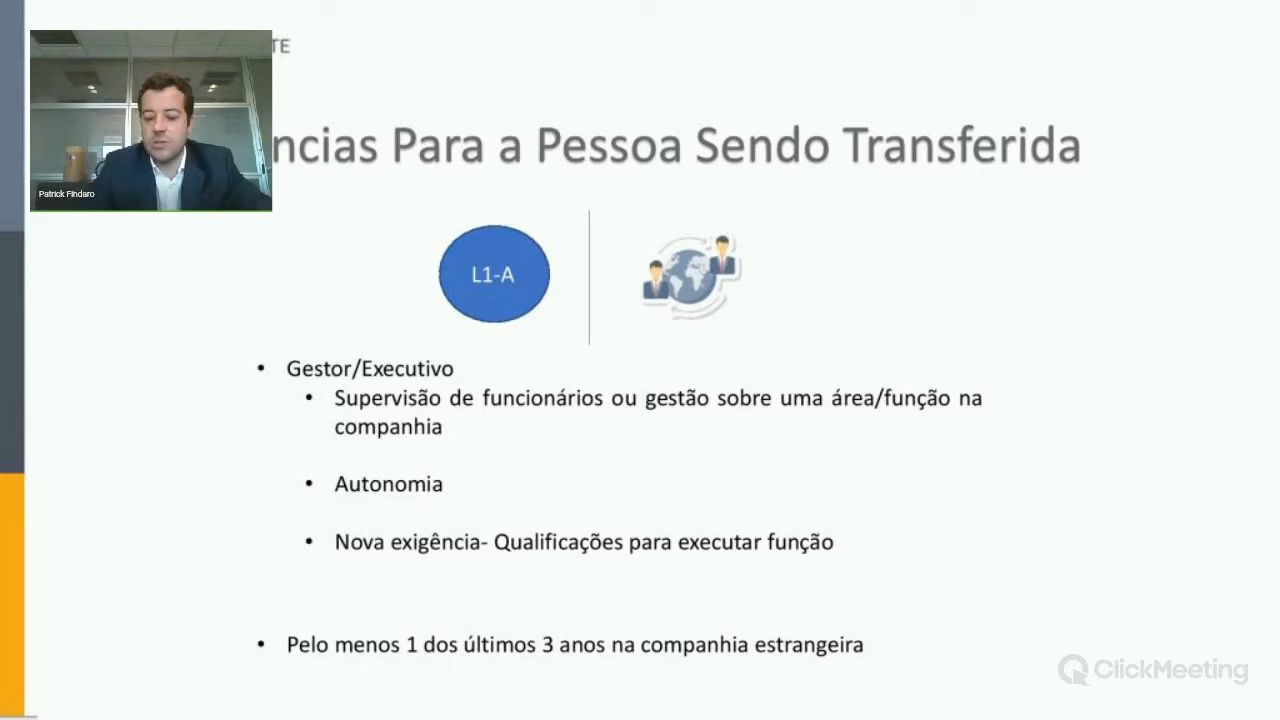 TE
Patrick Findaro
ncias Para a Pessoa Sendo Transferida
L1-A
• Gestor/Executivo
• Supervisão de funcionários ou gestão sobre uma área/função na
companhia
• Autonomia
• Nova exigência- Qualificações para executar função
• Pelo menos 1 dos últimos 3 anos na companhia estrangeira
ClickMeeting